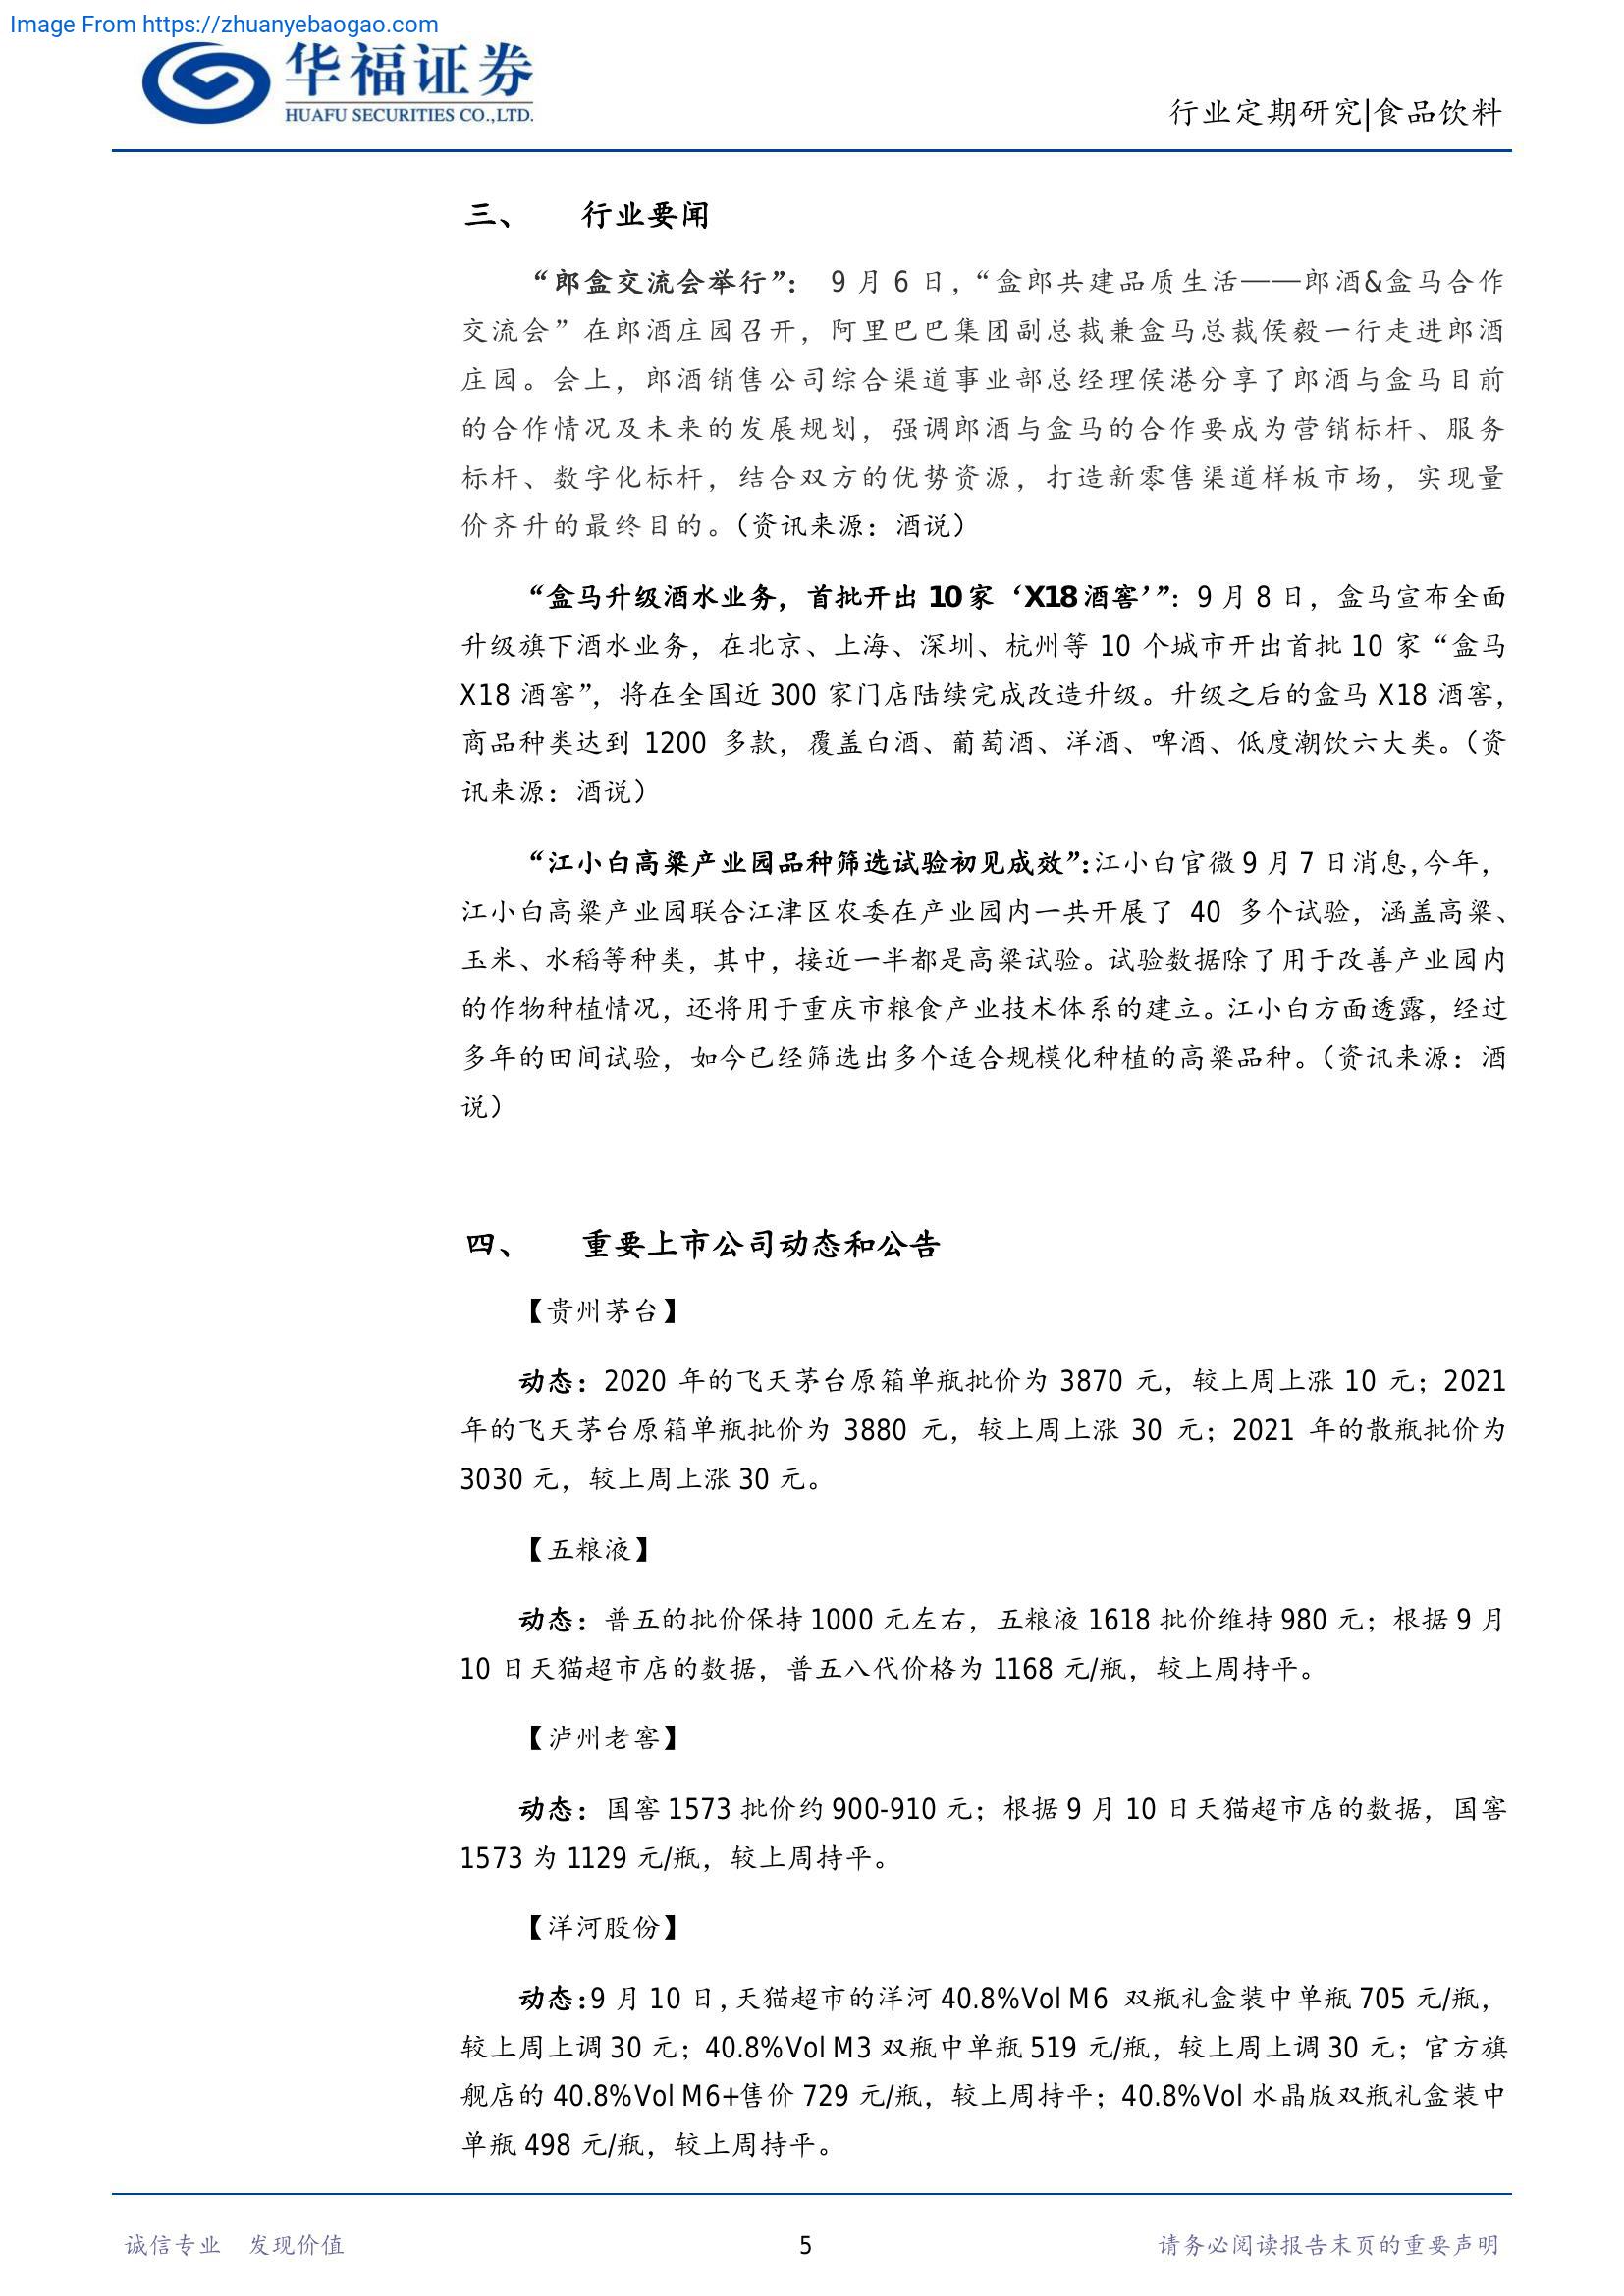 Image From https://zhuanyebaogao.com
华福证券
HUAFU SECURITIES CO.,LTD.
行业定期研究|食品饮料
三、 行业要闻
“郎盒交流会举行”： 9 月 6 日，“盒郎共建品质生活——郎酒&盒马合作
交流会”在郎酒庄园召开，阿里巴巴集团副总裁兼盒马总裁侯毅一行走进郎酒
庄园。会上，郎酒销售公司综合渠道事业部总经理侯港分享了郎酒与盒马目前
的合作情况及未来的发展规划，强调郎酒与盒马的合作要成为营销标杆、服务
标杆、数字化标杆，结合双方的优势资源，打造新零售渠道样板市场，实现量
价齐升的最终目的。（资讯来源：酒说）
“盒马升级酒水业务，首批开出 10 家‘X18 酒窖’”：9 月 8 日，盒马宣布全面
升级旗下酒水业务，在北京、上海、深圳、杭州等 10 个城市开出首批 10 家“盒马
X18 酒窖”，将在全国近 300 家门店陆续完成改造升级。升级之后的盒马 X18 酒窖，
商品种类达到 1200 多款，覆盖白酒、葡萄酒、洋酒、啤酒、低度潮饮六大类。（资
讯来源：酒说）
“江小白高粱产业园品种筛选试验初见成效”：江小白官微 9 月 7 日消息，今年，
江小白高粱产业园联合江津区农委在产业园内一共开展了 40 多个试验，涵盖高粱、
玉米、水稻等种类，其中，接近一半都是高粱试验。试验数据除了用于改善产业园内
的作物种植情况，还将用于重庆市粮食产业技术体系的建立。江小白方面透露，经过
多年的田间试验，如今已经筛选出多个适合规模化种植的高粱品种。（资讯来源：酒
说）
四、 重要上市公司动态和公告
【贵州茅台】
动态：2020 年的飞天茅台原箱单瓶批价为 3870 元，较上周上涨 10 元；2021
年的飞天茅台原箱单瓶批价为 3880 元，较上周上涨 30 元；2021 年的散瓶批价为
3030 元，较上周上涨 30 元。
【五粮液】
动态：普五的批价保持 1000 元左右，五粮液 1618 批价维持 980 元；根据 9 月
10 日天猫超市店的数据，普五八代价格为 1168 元/瓶，较上周持平。
【泸州老窖】
动态：国窖 1573 批价约 900-910 元；根据 9 月 10 日天猫超市店的数据，国窖
1573 为 1129 元/瓶，较上周持平。
【洋河股份】
动态：9 月 10 日，天猫超市的洋河 40.8%Vol M6 双瓶礼盒装中单瓶 705 元/瓶，
较上周上调 30 元；40.8%Vol M3 双瓶中单瓶 519 元/瓶，较上周上调 30 元；官方旗
舰店的 40.8%Vol M6+售价 729 元/瓶，较上周持平；40.8%Vol 水晶版双瓶礼盒装中
单瓶 498 元/瓶，较上周持平。
诚信专业 发现价值
5
请务必阅读报告末页的重要声明